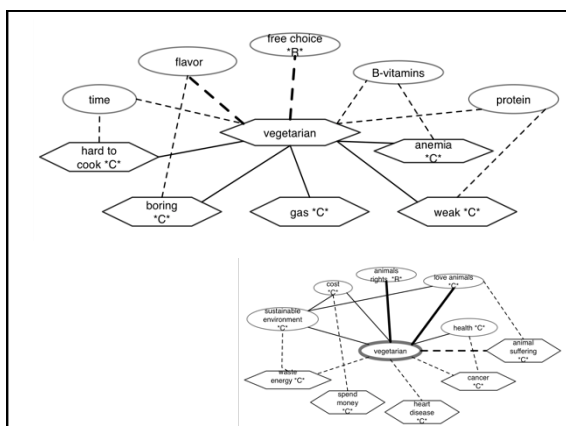 free choice
*R*
flavor
B-vitamins
time
protein
vegetarian
hard to
cook *C*
anemia
*C*
boring
*C*
gas *C*
weak *C*
animals
rights *R*
cost
*C*
love animals
*C*
sustainable
environment
*C*
health *C*
vegetarian
animal
suffering
*C*
waste
energy *C*
cancer
*C*
spend
money
*C*
heart
disease *C*